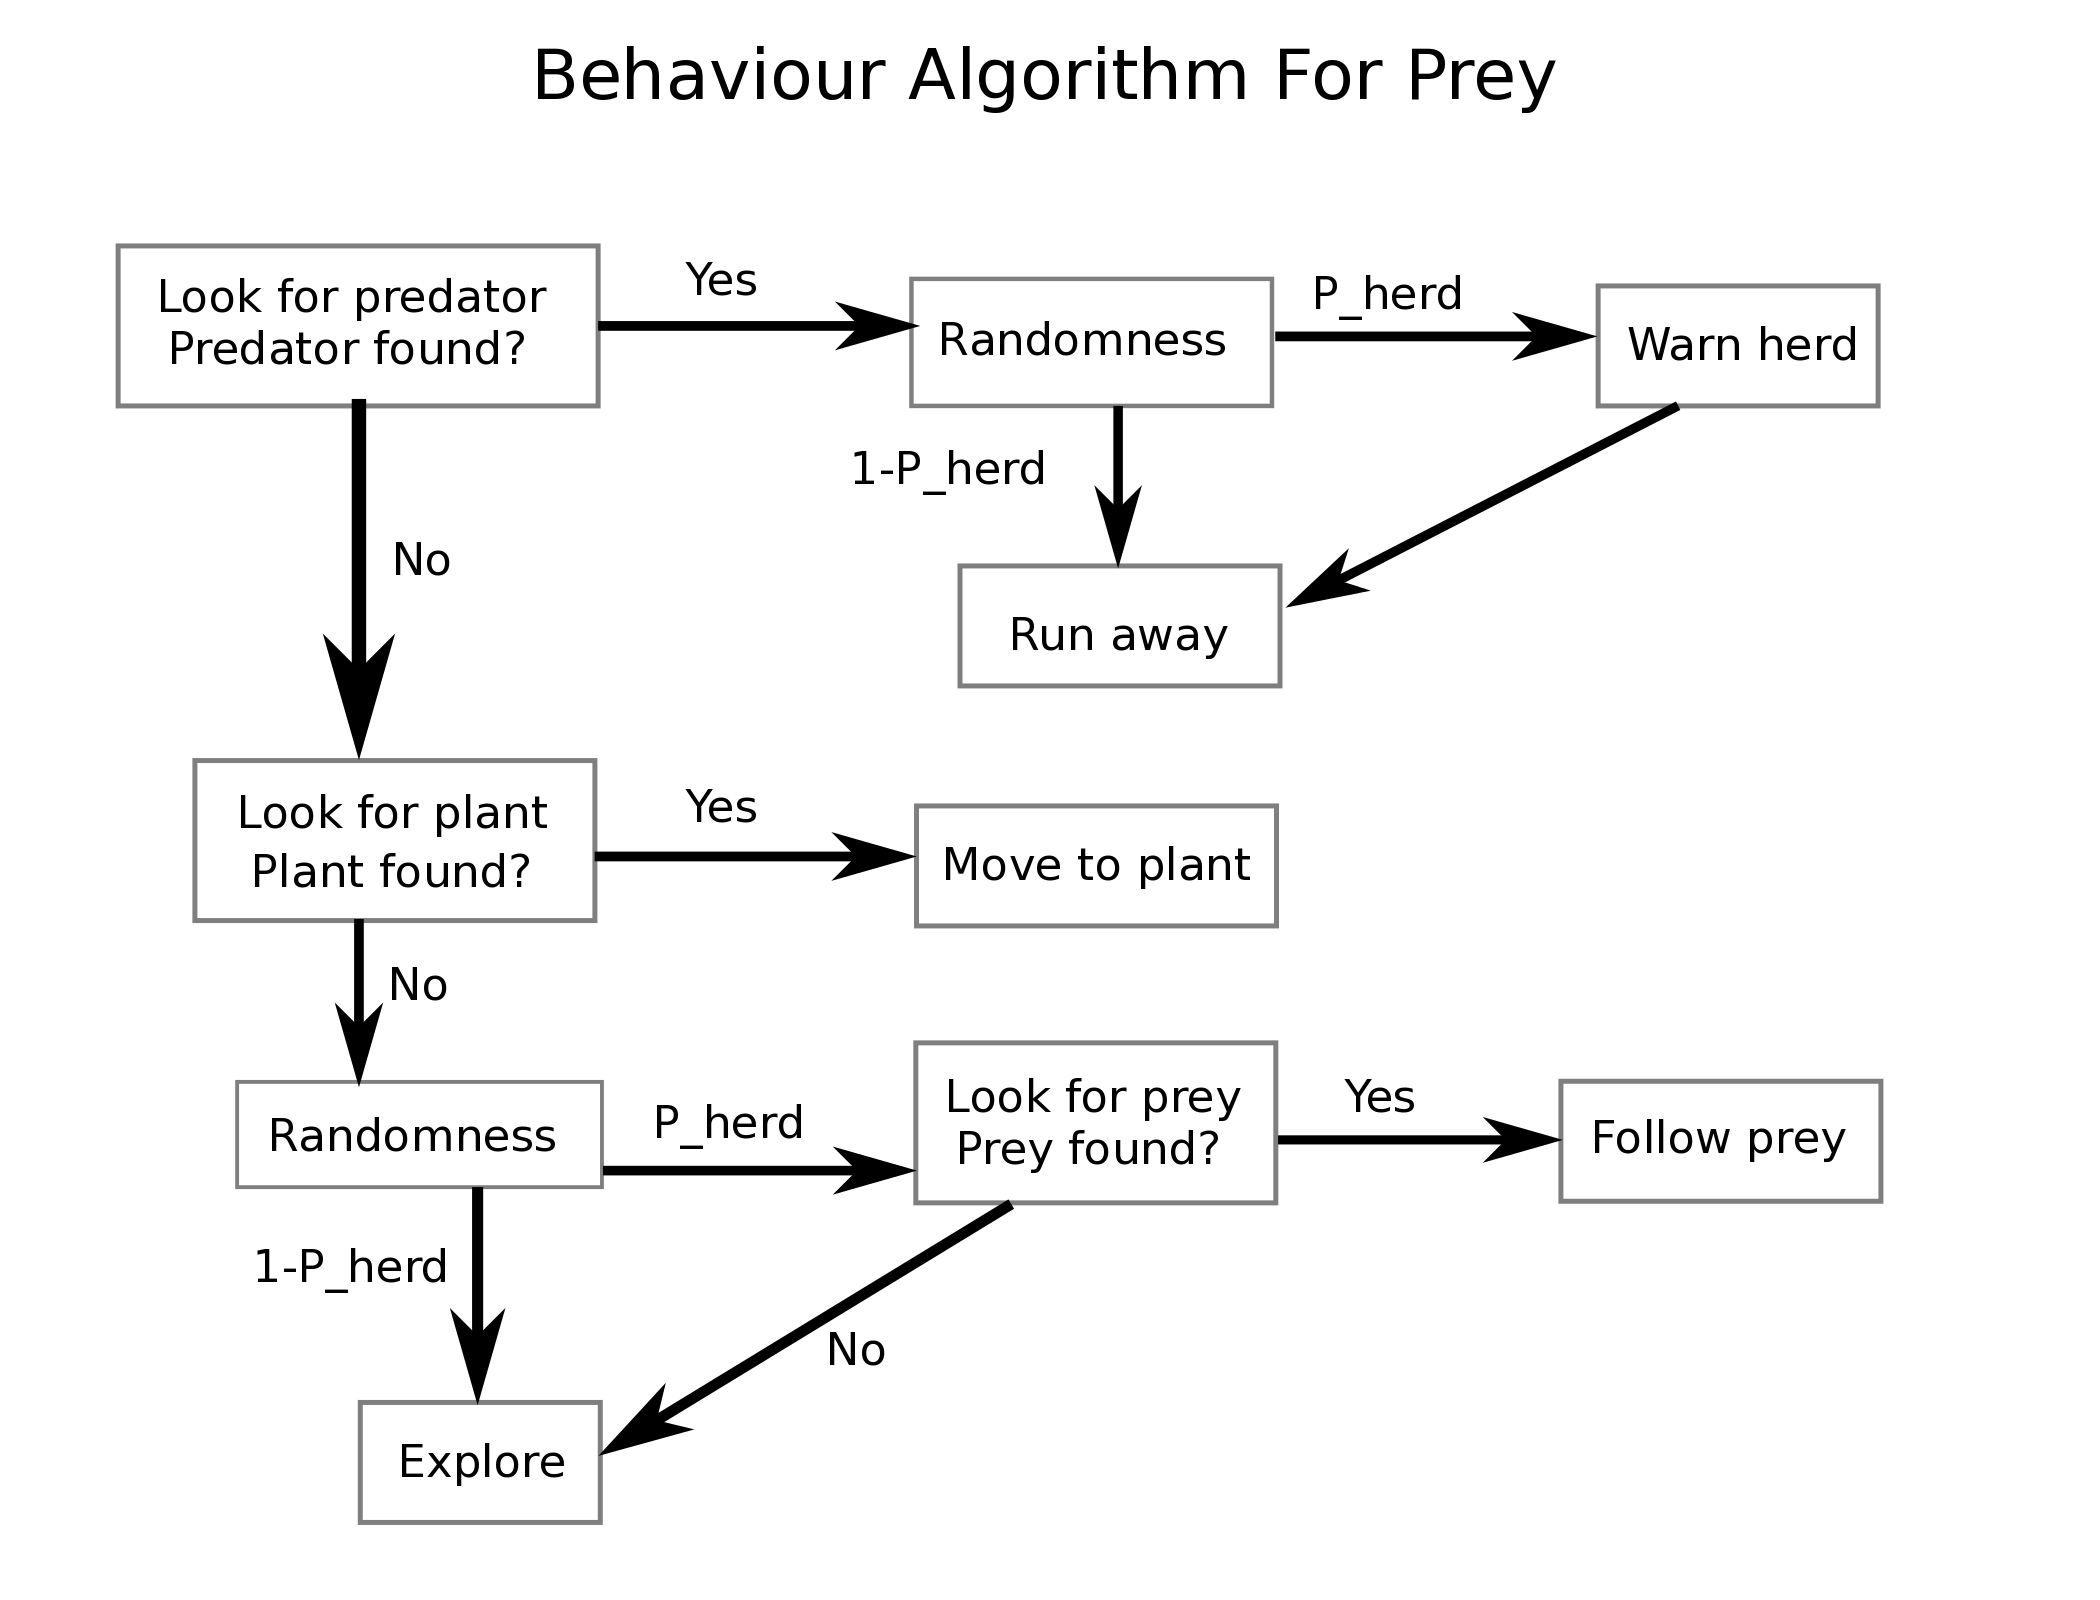 Behaviour Algorithm For Prey
Look for predator
Predator found?
Yes
Randomness
P_herd
Warn herd
1-P_herd
No
Run away
Look for plant
Plant found?
Yes
Move to plant
No
Randomness
P_herd
Look for prey
Prey found?
Yes
Follow prey
1-P_herd
No
Explore